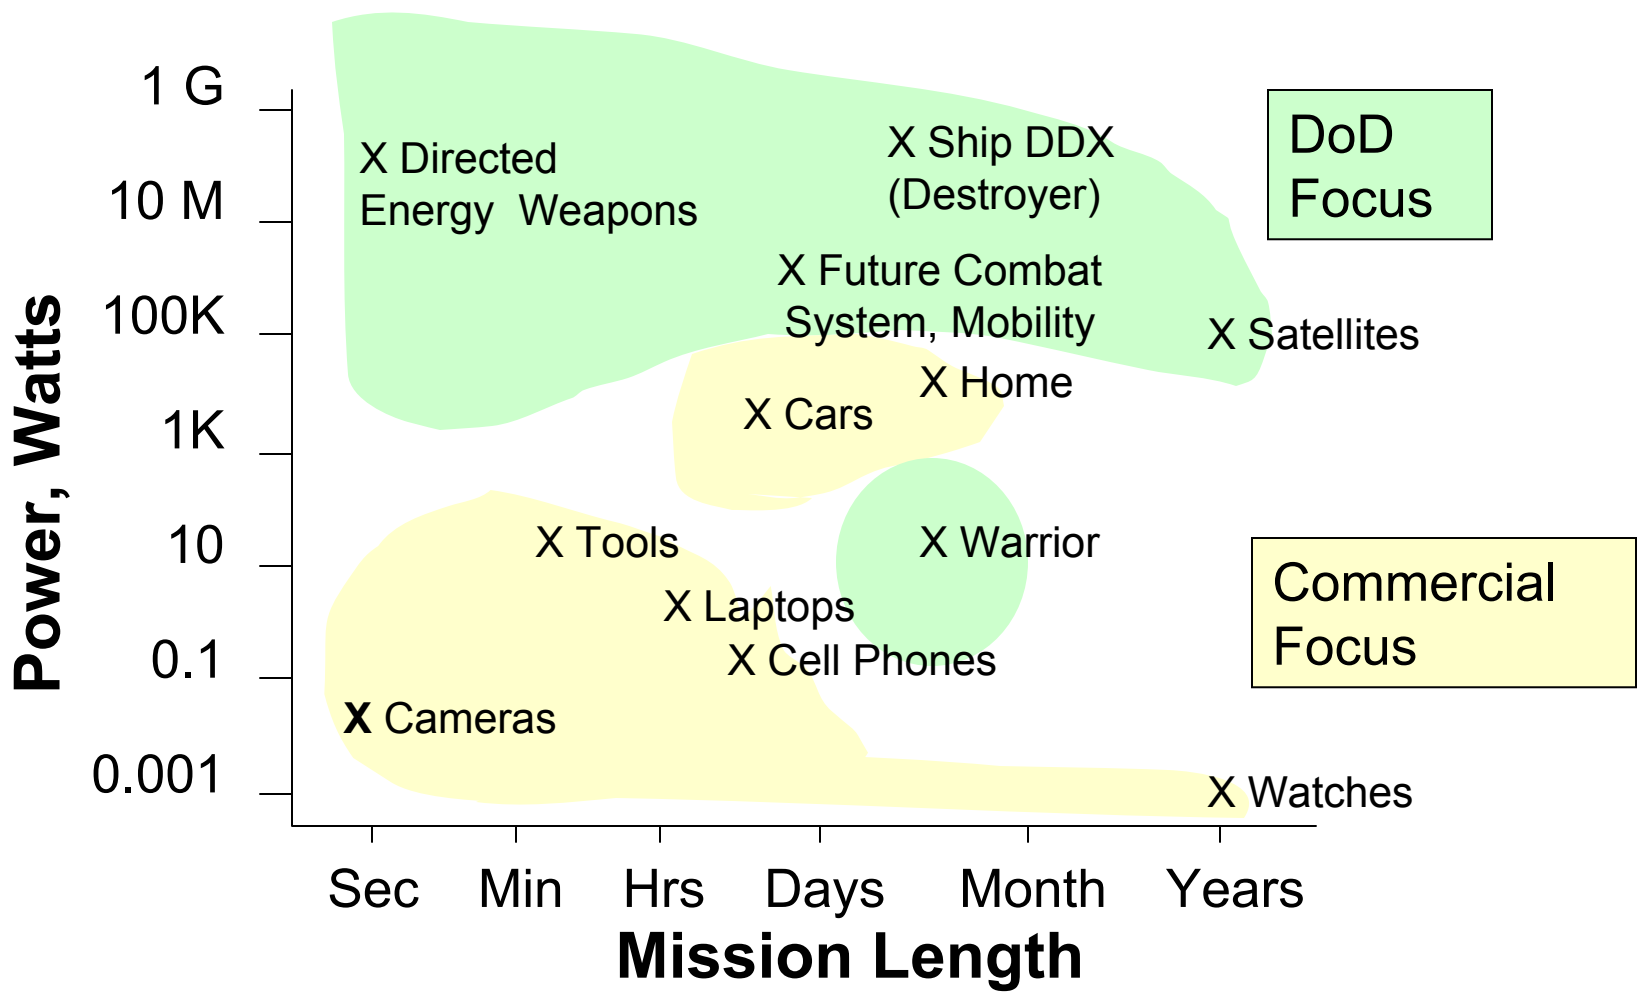 1 G
10 M
100K
1K
10
0.1
0.001
Power, Watts
X Directed
Energy  Weapons
X Ship DDX
(Destroyer)
X Future Combat
System, Mobility
X Satellites
X Home
X Cars
X Tools
X Warrior
X Laptops
X Cell Phones
X Cameras
X Watches
DoD
Focus
Commercial
Focus
Sec Min Hrs Days Month Years
Mission Length